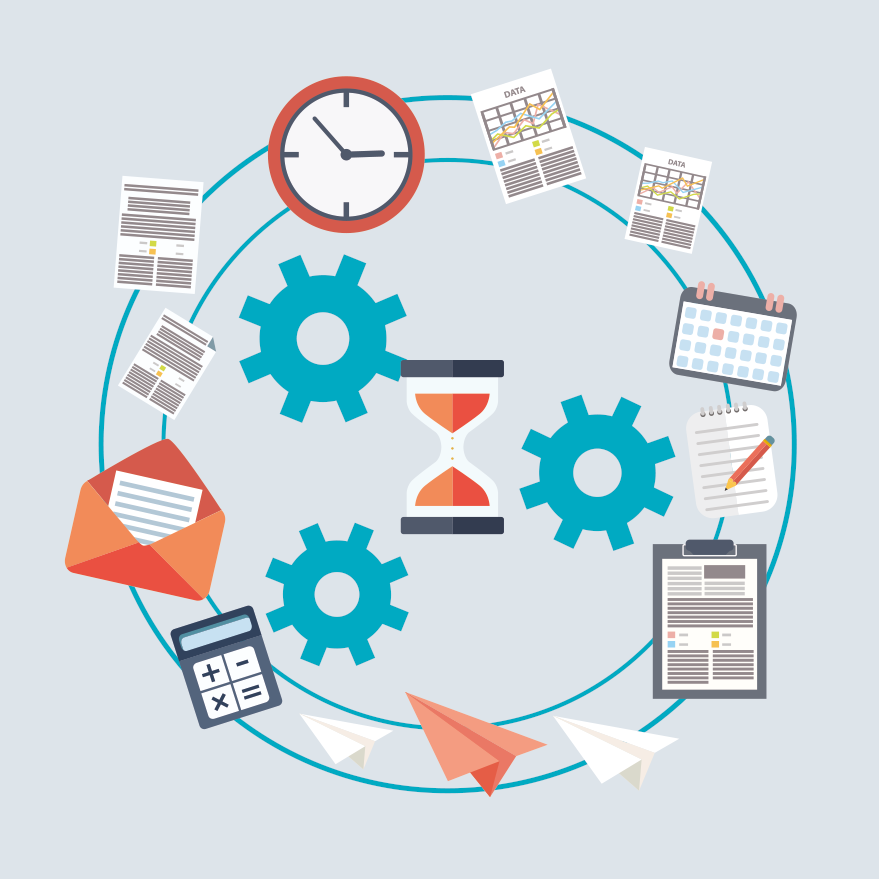 DATA
DATA
+ -
× =